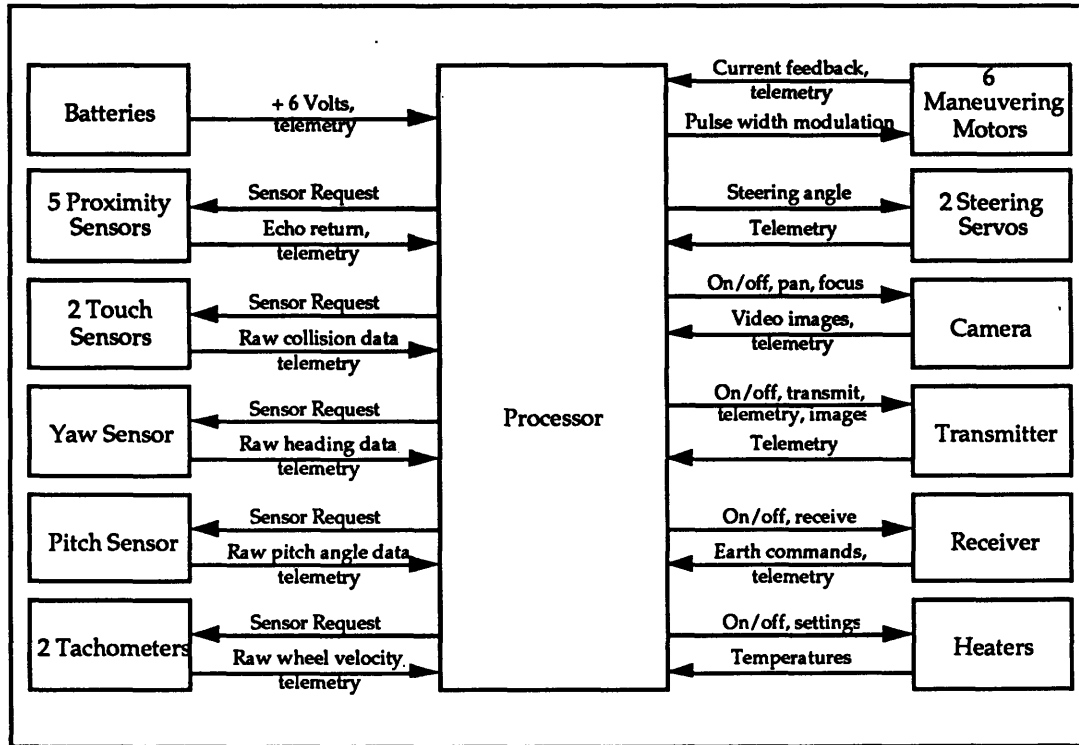 Batteries
+ 6 Volts,
telemetry
5 Proximity
Sensors
Sensor Request
Echo return,
telemetry
2 Touch
Sensors
Sensor Request
Raw collision data
telemetry
Yaw Sensor
Sensor Request
Raw heading data
telemetry
Pitch Sensor
Sensor Request
Raw pitch angle data
telemetry
2 Tachometers
Sensor Request
Raw wheel velocity
telemetry
Processor
Current feedback,
telemetry
Pulse width modulation
6
Maneuvering
Motors
Steering angle
Telemetry
2 Steering
Servos
On/off, pan, focus
Video images,
telemetry
Camera
On/off, transmit,
telemetry, images
Telemetry
Transmitter
On/off, receive
Earth commands,
telemetry
Receiver
On/off, settings
Temperatures
Heaters